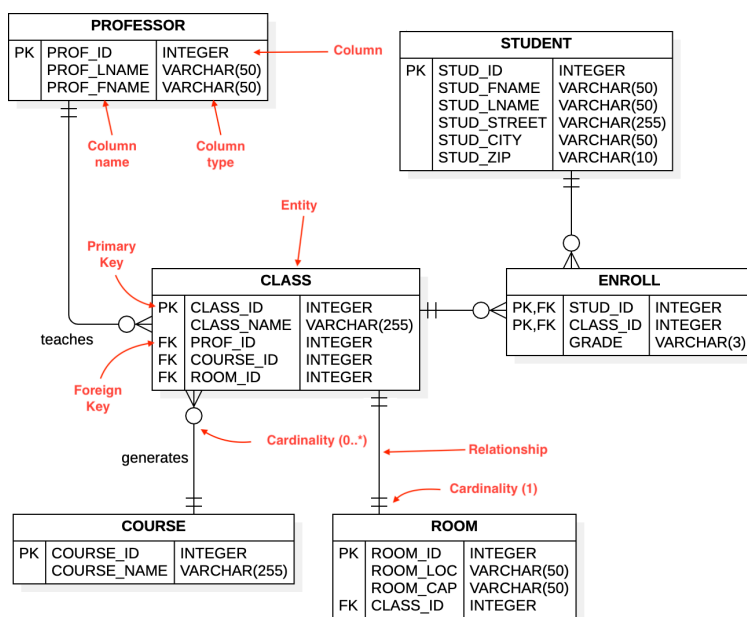 PROFESSOR
PK PROF_ID INTEGER
PROF_LNAME VARCHAR(50)
PROF_FNAME VARCHAR(50)
Column
Column
name
Column
type
STUDENT
PK STUD_ID INTEGER
STUD_FNAME VARCHAR(50)
STUD_LNAME VARCHAR(50)
STUD_STREET VARCHAR(255)
STUD_CITY VARCHAR(50)
STUD_ZIP VARCHAR(10)
Entity
Primary
Key
teaches
Foreign
Key
CLASS
PK CLASS_ID INTEGER
CLASS_NAME VARCHAR(255)
FK PROF_ID INTEGER
FK COURSE_ID INTEGER
FK ROOM_ID INTEGER
ENROLL
PK,FK STUD_ID INTEGER
PK,FK CLASS_ID INTEGER
GRADE VARCHAR(3)
Cardinality (0..*)
generates
Relationship
Cardinality (1)
COURSE
PK COURSE_ID INTEGER
COURSE_NAME VARCHAR(255)
ROOM
PK ROOM_ID INTEGER
ROOM_LOC VARCHAR(50)
ROOM_CAP VARCHAR(50)
FK CLASS_ID INTEGER